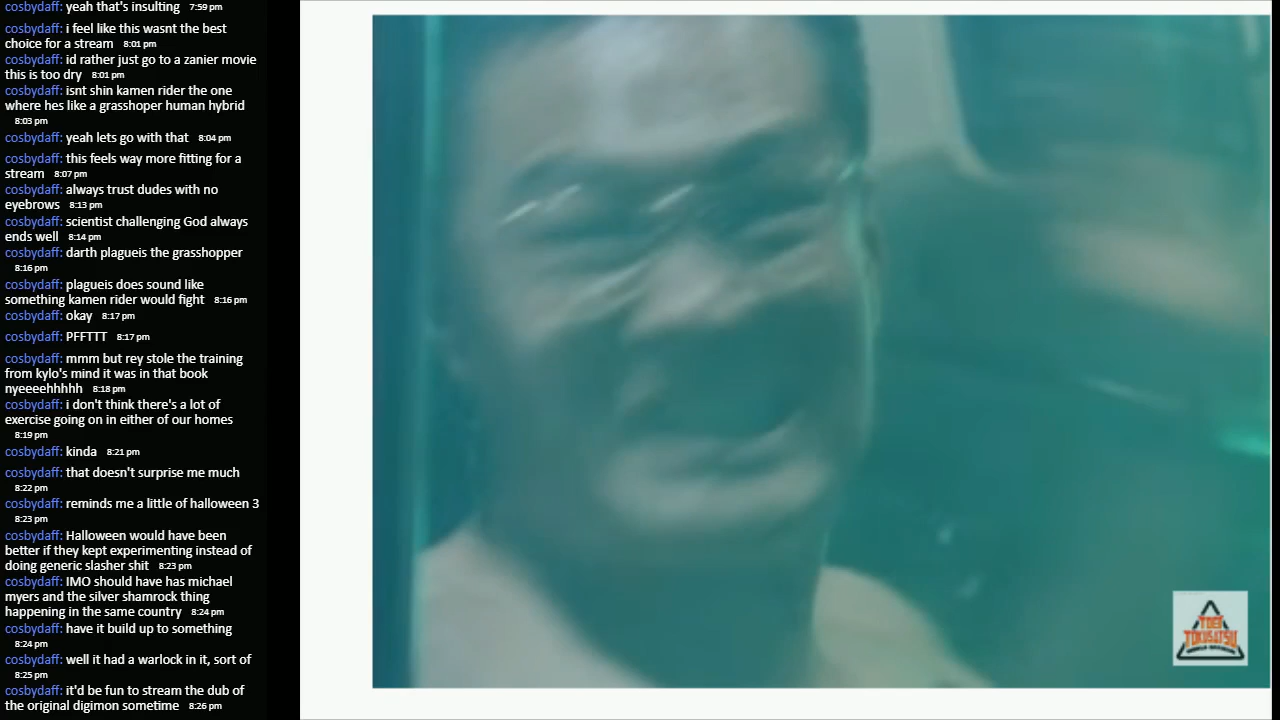 cosbydaff: yeah that's insulting 7:59 pm
cosbydaff: i feel like this wasnt the best
choice for a stream 8:01 pm
cosbydaff: id rather just go to a zanier movie
this is too dry 8:01 pm
cosbydaff: isnt shin kamen rider the one
where hes like a grasshoper human hybrid
8:03 pm
cosbydaff: yeah lets go with that 8:04 pm
cosbydaff: this feels way more fitting for a
stream 8:07 pm
cosbydaff: always trust dudes with no
eyebrows 8:13 pm
cosbydaff: scientist challenging God always
ends well 8:14 pm
cosbydaff: darth plagueis the grasshopper
8:16 pm
cosbydaff: plagueis does sound like
something kamen rider would fight 8:16 pm
cosbydaff: okay 8:17 pm
cosbydaff: PFFTTT 8:17 pm
cosbydaff: mmm but rey stole the training
from kylo's mind it was in that book
nyeeeehhhhh 8:18 pm
cosbydaff: i don't think there's a lot of
exercise going on in either of our homes
8:19 pm
cosbydaff: kinda 8:21 pm
cosbydaff: that doesn't surprise me much
8:22 pm
cosbydaff: reminds me a little of halloween 3
8:23 pm
cosbydaff: Halloween would have been
better if they kept experimenting instead of
doing generic slasher shit 8:23 pm
cosbydaff: IMO should have has michael
myers and the silver shamrock thing
happening in the same country 8:24 pm
cosbydaff: have it build up to something
8:24 pm
cosbydaff: well it had a warlock in it, sort of
8:25 pm
cosbydaff: it'd be fun to stream the dub of
the original digimon sometime 8:26 pm
TOEI
TOKUSATSU